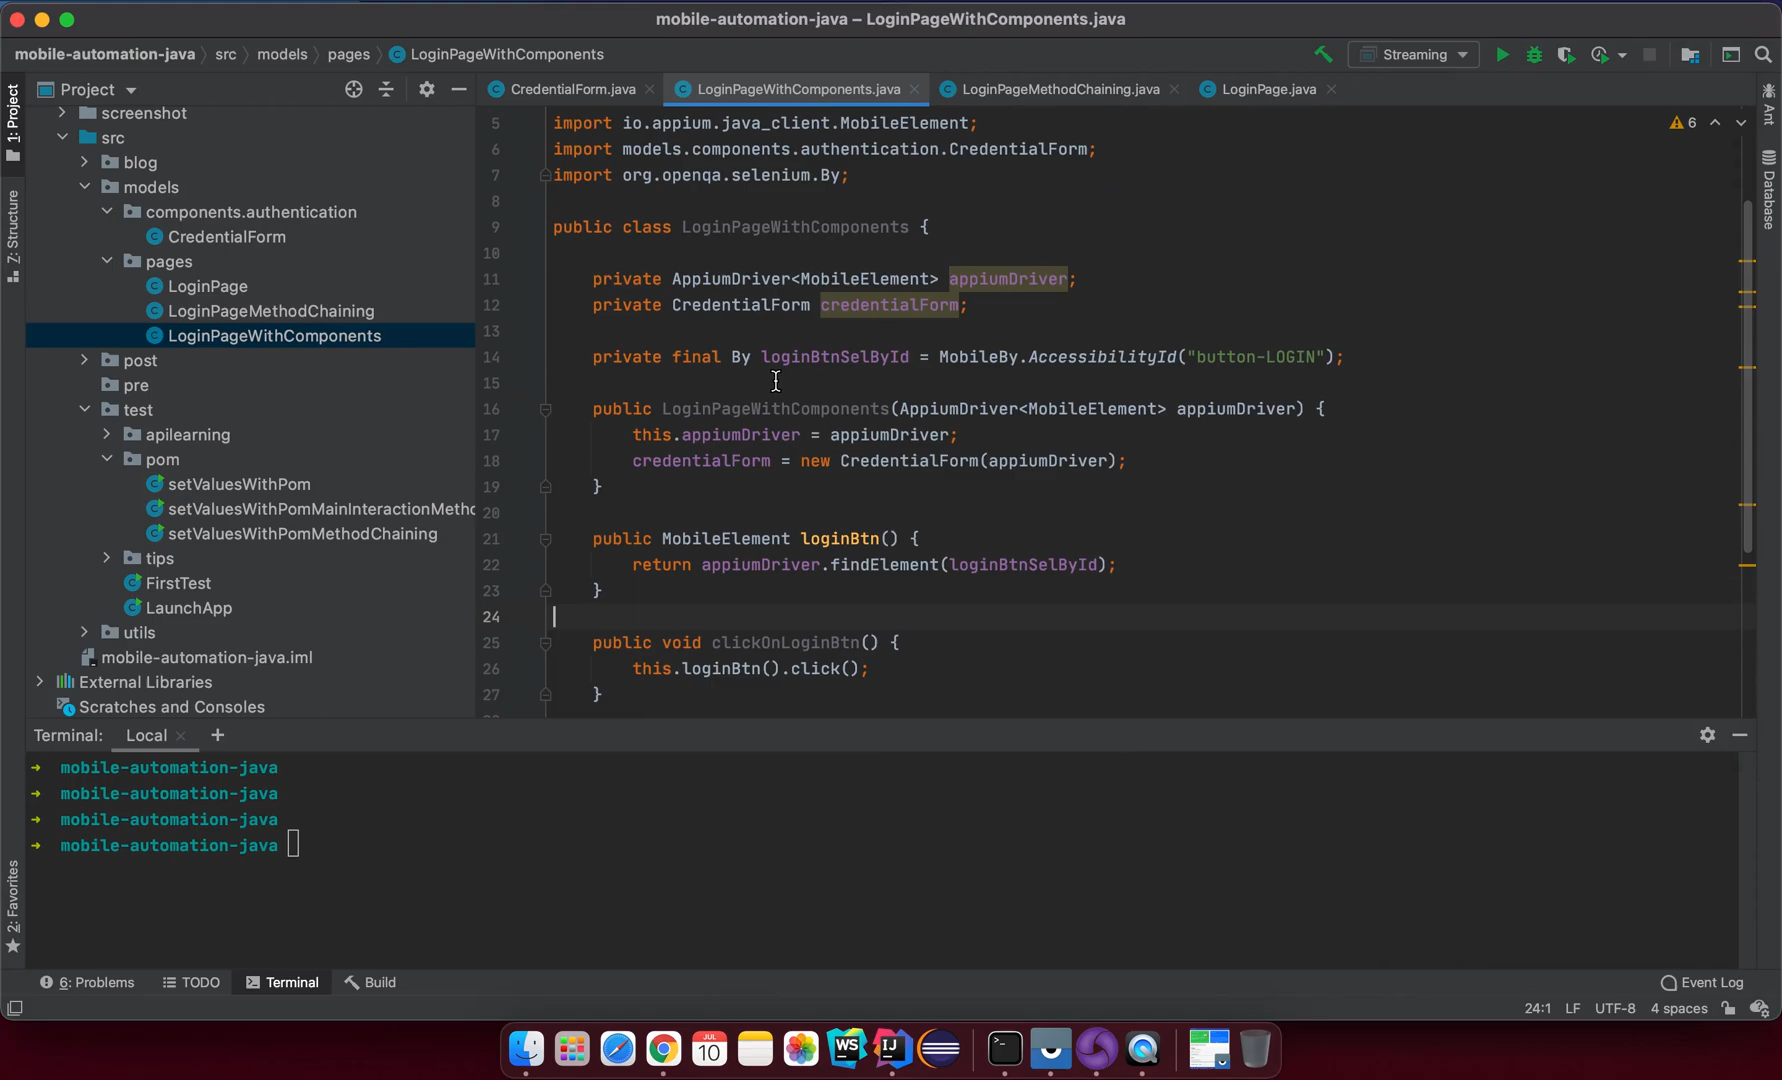 mobile-automation-java – LoginPageWithComponents.java
mobile-automation-java src models pages LoginPageWithComponents
Streaming
1: Project
7: Structure
2: Favorites
Project
screenshot
src
blog
models
components.authentication
CredentialForm
pages
LoginPage
LoginPageMethodChaining
LoginPageWithComponents
post
pre
test
apilearning
pom
setValuesWithPom
setValuesWithPomMainInteractionMetho
setValuesWithPomMethodChaining
tips
FirstTest
LaunchApp
utils
mobile-automation-java.iml
External Libraries
Scratches and Consoles
CredentialForm.java LoginPageWithComponents.java LoginPageMethodChaining.java LoginPage.java
6
5 import io.appium.java_client.MobileElement;
6 import models.components.authentication.CredentialForm;
7 import org.openqa.selenium.By;
8
9 public class LoginPageWithComponents {
10
11 private AppiumDriver<MobileElement> appiumDriver;
12 private CredentialForm credentialForm;
13
14 private final By loginBtnSelById = MobileBy.AccessibilityId("button-LOGIN");
15
16 public LoginPageWithComponents(AppiumDriver<MobileElement> appiumDriver) {
17 this.appiumDriver = appiumDriver;
18 credentialForm = new CredentialForm(appiumDriver);
19 }
20
21 public MobileElement loginBtn() {
22 return appiumDriver.findElement(loginBtnSelById);
23 }
24
25 public void clickOnLoginBtn() {
26 this.loginBtn().click();
27 }
Ant
Database
Terminal: Local
→ mobile-automation-java
→ mobile-automation-java
→ mobile-automation-java
→ mobile-automation-java
6: Problems TODO Terminal Build Event Log
24:1 LF UTF-8 4 spaces
JUL
10
WS
IJ